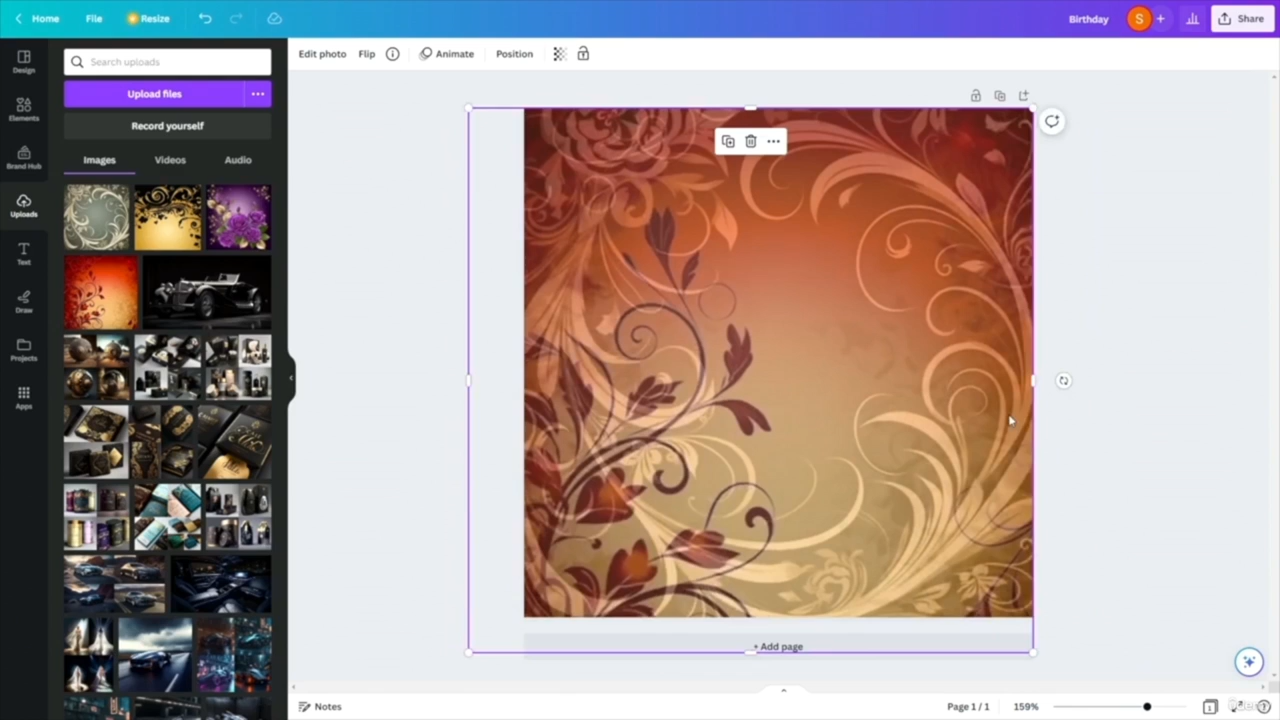 Home
File
Resize
Birthday
S
Share
Edit photo
Flip
Animate
Position
Design
Elements
Brand Hub
Uploads
Text
Draw
Projects
Apps
Search uploads
Upload files
Record yourself
Images
Videos
Audio
+ Add page
Notes
Page 1 / 1
159%
1